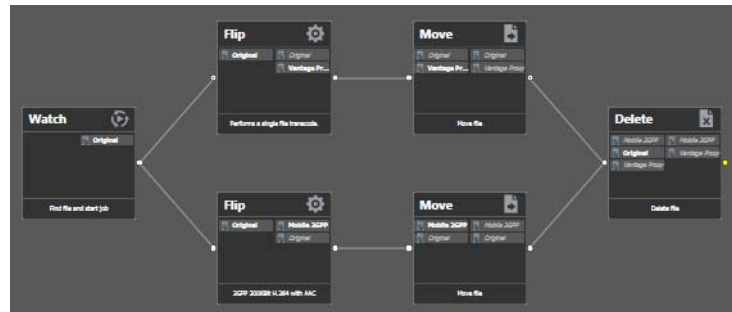 Flip
Original Original
Vantage Pr...
Performs a single file transcode.
Move
Original Original
Vantage Pr... Vantage Proxy
Move file
Watch
Original
Find file and start job
Delete
Mobile 3GPP Mobile 3GPP
Original Vantage Proxy
Vantage Proxy
Delete file
Flip
Original Mobile 3GPP
Original
3GPP 200KBit H.264 with AAC
Move
Mobile 3GPP Mobile 3GPP
Original Original
Move file